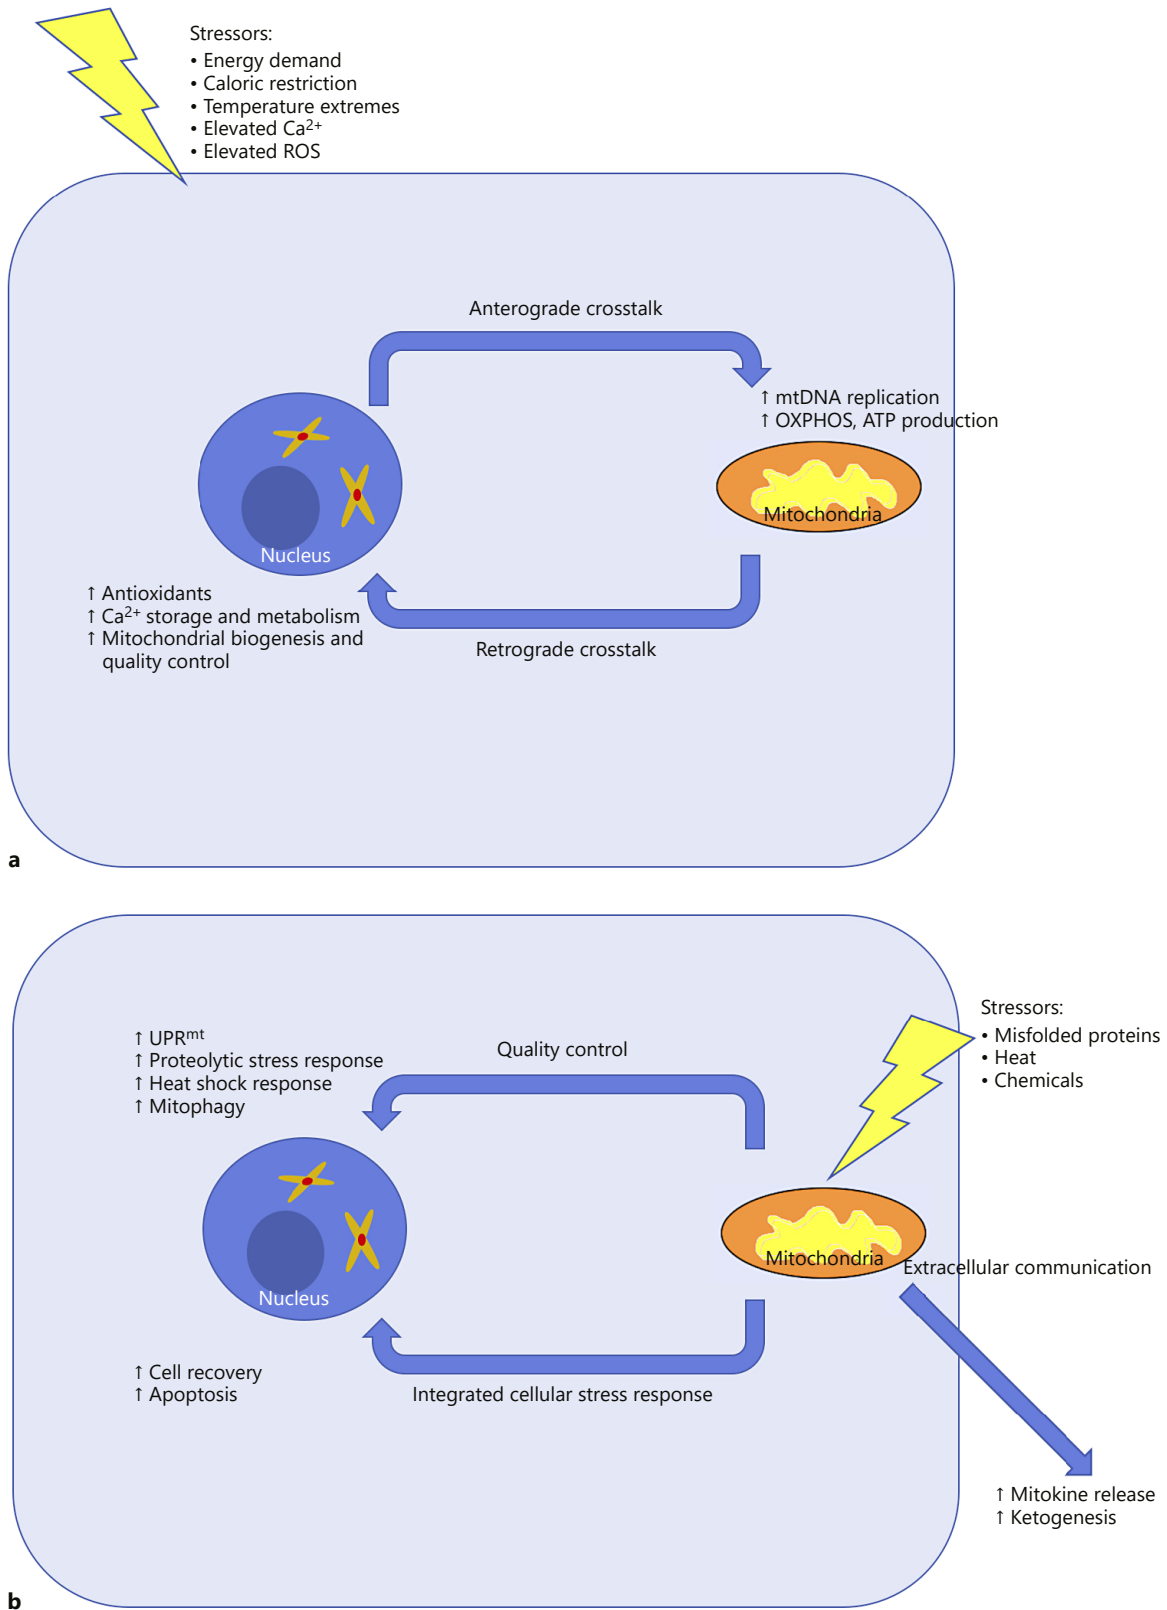 Stressors:
• Energy demand
• Caloric restriction
• Temperature extremes
• Elevated Ca²⁺
• Elevated ROS
Anterograde crosstalk
↑ mtDNA replication
↑ OXPHOS, ATP production
Mitochondria
Nucleus
↑ Antioxidants
↑ Ca²⁺ storage and metabolism
↑ Mitochondrial biogenesis and
quality control
Retrograde crosstalk
a
Stressors:
• Misfolded proteins
• Heat
• Chemicals
↑ UPRᵐᵗ
↑ Proteolytic stress response
↑ Heat shock response
↑ Mitophagy
Quality control
Mitochondria
Extracellular communication
Nucleus
↑ Cell recovery
↑ Apoptosis
Integrated cellular stress response
↑ Mitokine release
↑ Ketogenesis
b